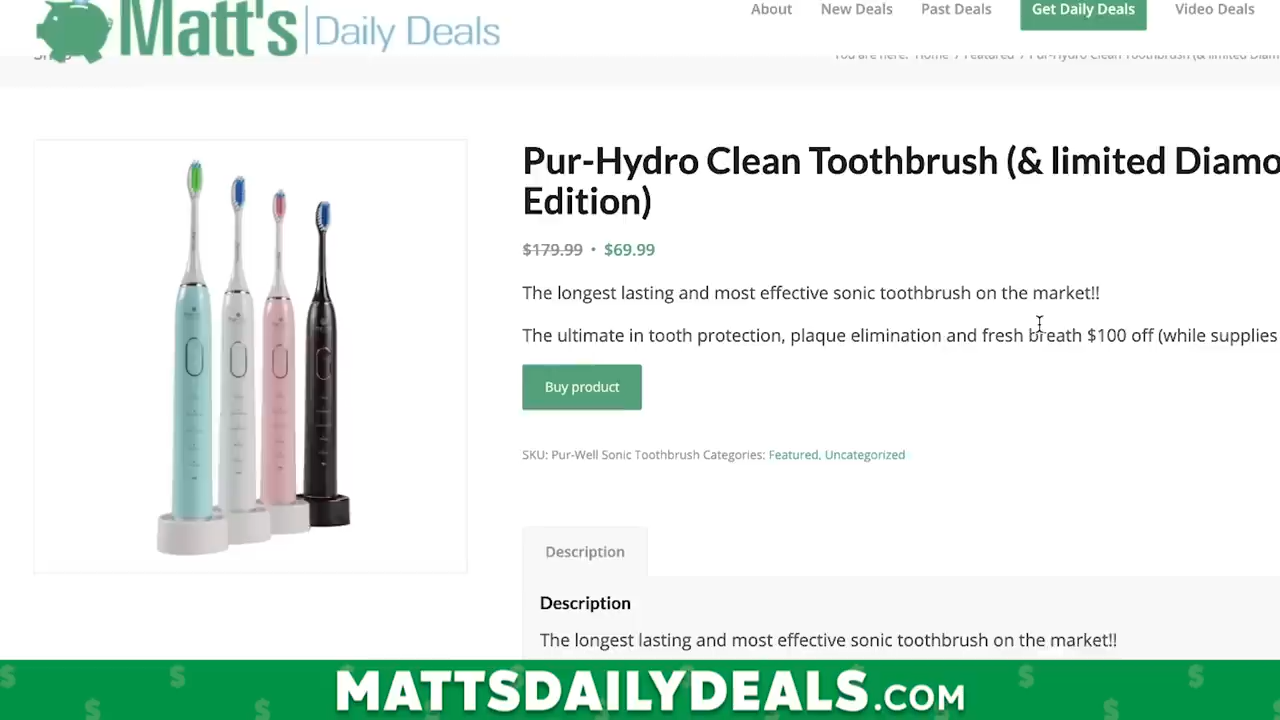 Matt's Daily Deals
About New Deals Past Deals Get Daily Deals Video Deals
Pur-Hydro Clean Toothbrush (& limited Diamo
Edition)
$179.99 • $69.99
The longest lasting and most effective sonic toothbrush on the market!!
The ultimate in tooth protection, plaque elimination and fresh breath $100 off (while supplies
Buy product
SKU: Pur-Well Sonic Toothbrush Categories: Featured, Uncategorized
Description
Description
The longest lasting and most effective sonic toothbrush on the market!!
MATTSDAILYDEALS.COM